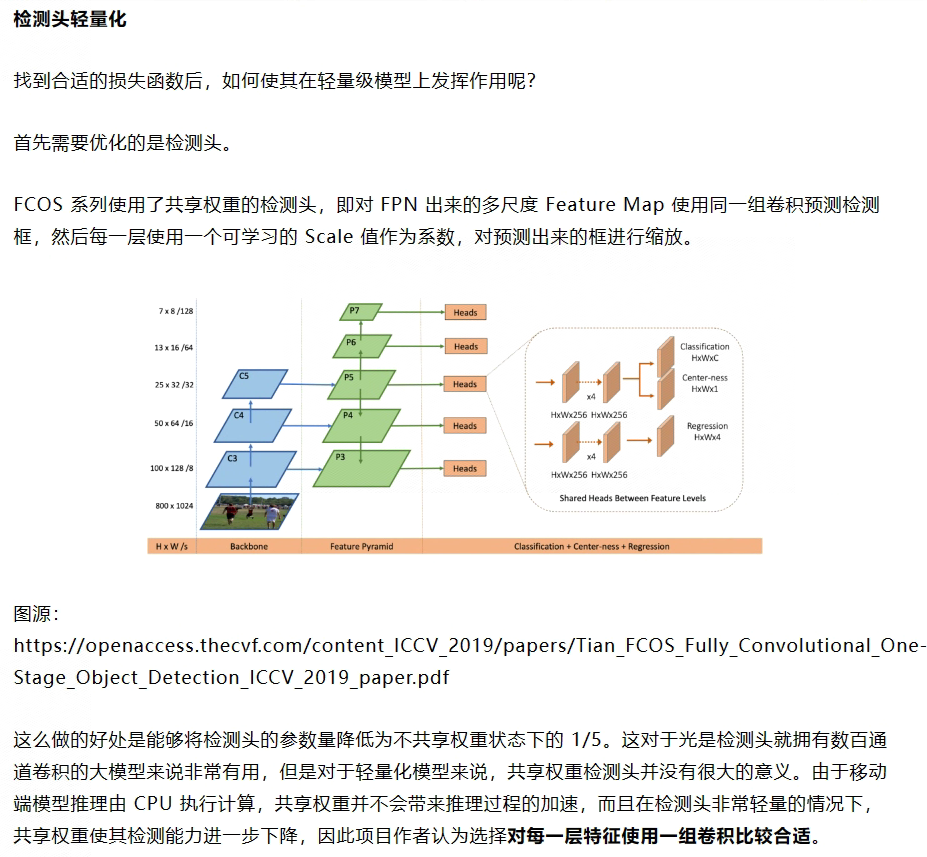 检测头轻量化
找到合适的损失函数后，如何使其在轻量级模型上发挥作用呢？
首先需要优化的是检测头。
FCOS 系列使用了共享权重的检测头，即对 FPN 出来的多尺度 Feature Map 使用同一组卷积预测检测
框，然后每一层使用一个可学习的 Scale 值作为系数，对预测出来的框进行缩放。
7 x 8 /128
P7
Heads
13 x 16 /64
P6
Heads
25 x 32 /32
C5
P5
Heads
50 x 64 /16
C4
P4
Heads
100 x 128 /8
C3
P3
Heads
800 x 1024
Classification
HxWxC
Center-ness
HxWx1
x4
HxWx256 HxWx256
Regression
HxWx4
x4
HxWx256 HxWx256
Shared Heads Between Feature Levels
H x W /s Backbone Feature Pyramid Classification + Center-ness + Regression
图源：
https://openaccess.thecvf.com/content_ICCV_2019/papers/Tian_FCOS_Fully_Convolutional_One-
Stage_Object_Detection_ICCV_2019_paper.pdf
这么做的好处是能够将检测头的参数量降低为不共享权重状态下的 1/5。这对于光是检测头就拥有数百通
道卷积的大模型来说非常有用，但是对于轻量化模型来说，共享权重检测头并没有很大的意义。由于移动
端模型推理由 CPU 执行计算，共享权重并不会带来推理过程的加速，而且在检测头非常轻量的情况下，
共享权重使其检测能力进一步下降，因此项目作者认为选择对每一层特征使用一组卷积比较合适。